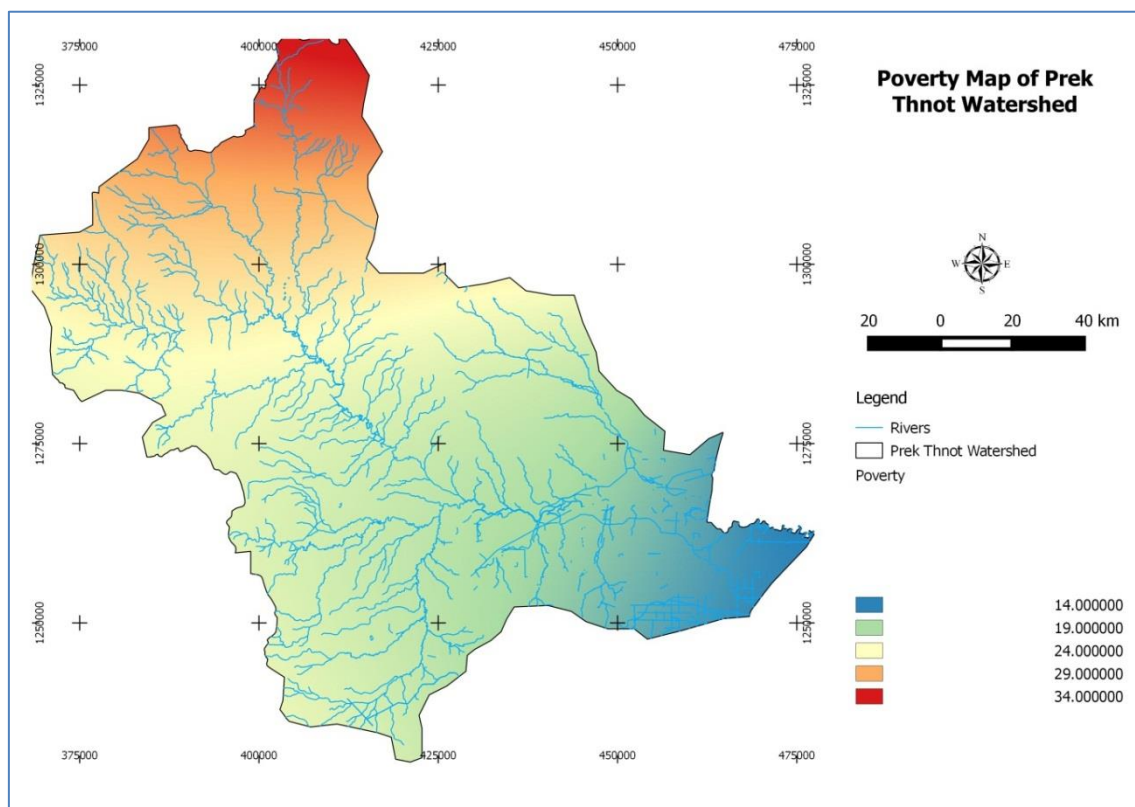 375000 400000 425000 450000 475000
Poverty Map of Prek
Thnot Watershed
1325000
1325000
1300000
1300000
N
W E
S
20 0 20 40 km
Legend
Rivers
Prek Thnot Watershed
Poverty
1275000
1275000
14.000000
19.000000
24.000000
29.000000
34.000000
1250000
1250000
375000 400000 425000 450000 475000